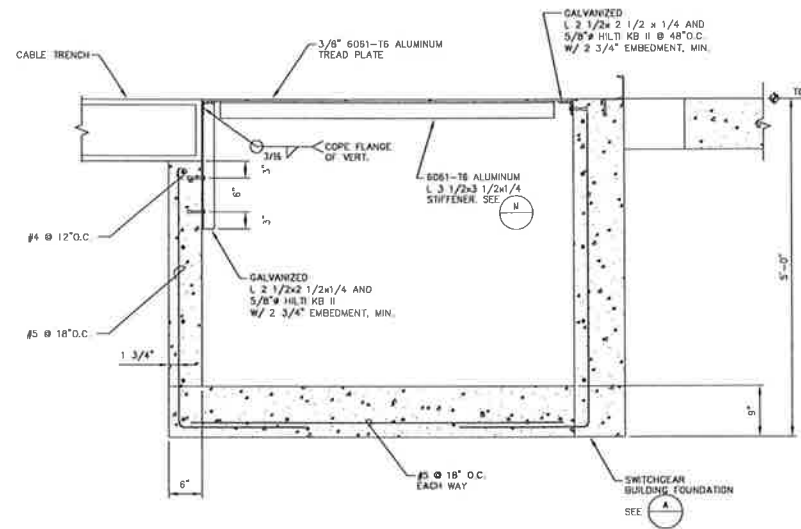 GALVANIZED
L 2 1/2x 2 1/2 x 1/4 AND
5/8"ø HILTI KB II @ 48"O.C.
W/ 2 3/4" EMBEDMENT, MIN.
3/8" 6061-T6 ALUMINUM
TREAD PLATE
CABLE TRENCH
3/16
COPE FLANGE
OF VERT.
3"
6"
3"
6061-T6 ALUMINUM
L 3 1/2x3 1/2x1/4
STIFFENER. SEE
N
#4 @ 12"O.C.
GALVANIZED
L 2 1/2x2 1/2x1/4 AND
5/8"ø HILTI KB II
W/ 2 3/4" EMBEDMENT, MIN.
5'-0"
#5 @ 18"O.C.
1 3/4"
9"
6"
#5 @ 18" O.C.
EACH WAY
SWITCHGEAR
BUILDING FOUNDATION
SEE
A